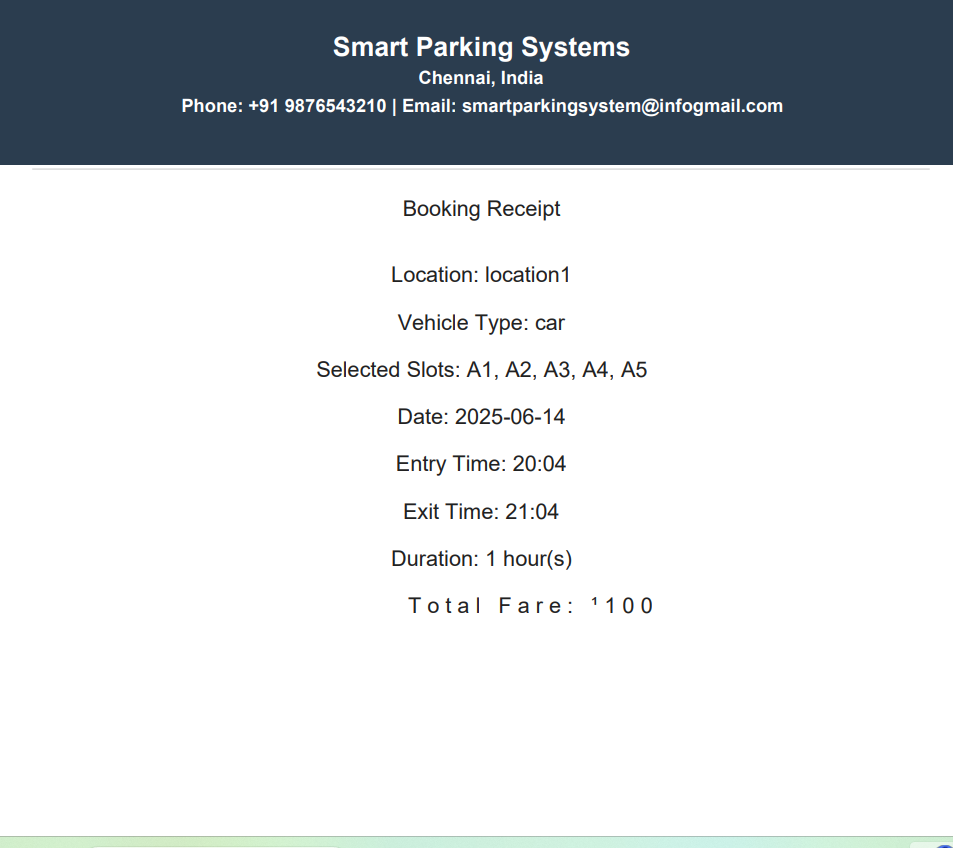 Smart Parking Systems
Chennai, India
Phone: +91 9876543210 | Email: smartparkingsystem@infogmail.com
Booking Receipt
Location: location1
Vehicle Type: car
Selected Slots: A1, A2, A3, A4, A5
Date: 2025-06-14
Entry Time: 20:04
Exit Time: 21:04
Duration: 1 hour(s)
Total Fare: ¹100